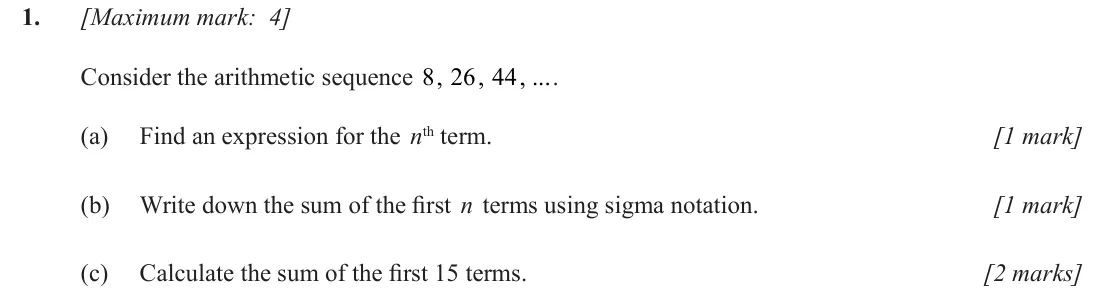 1. [Maximum mark: 4]
Consider the arithmetic sequence 8, 26, 44, ....
(a) Find an expression for the nth term. [1 mark]
(b) Write down the sum of the first n terms using sigma notation. [1 mark]
(c) Calculate the sum of the first 15 terms. [2 marks]